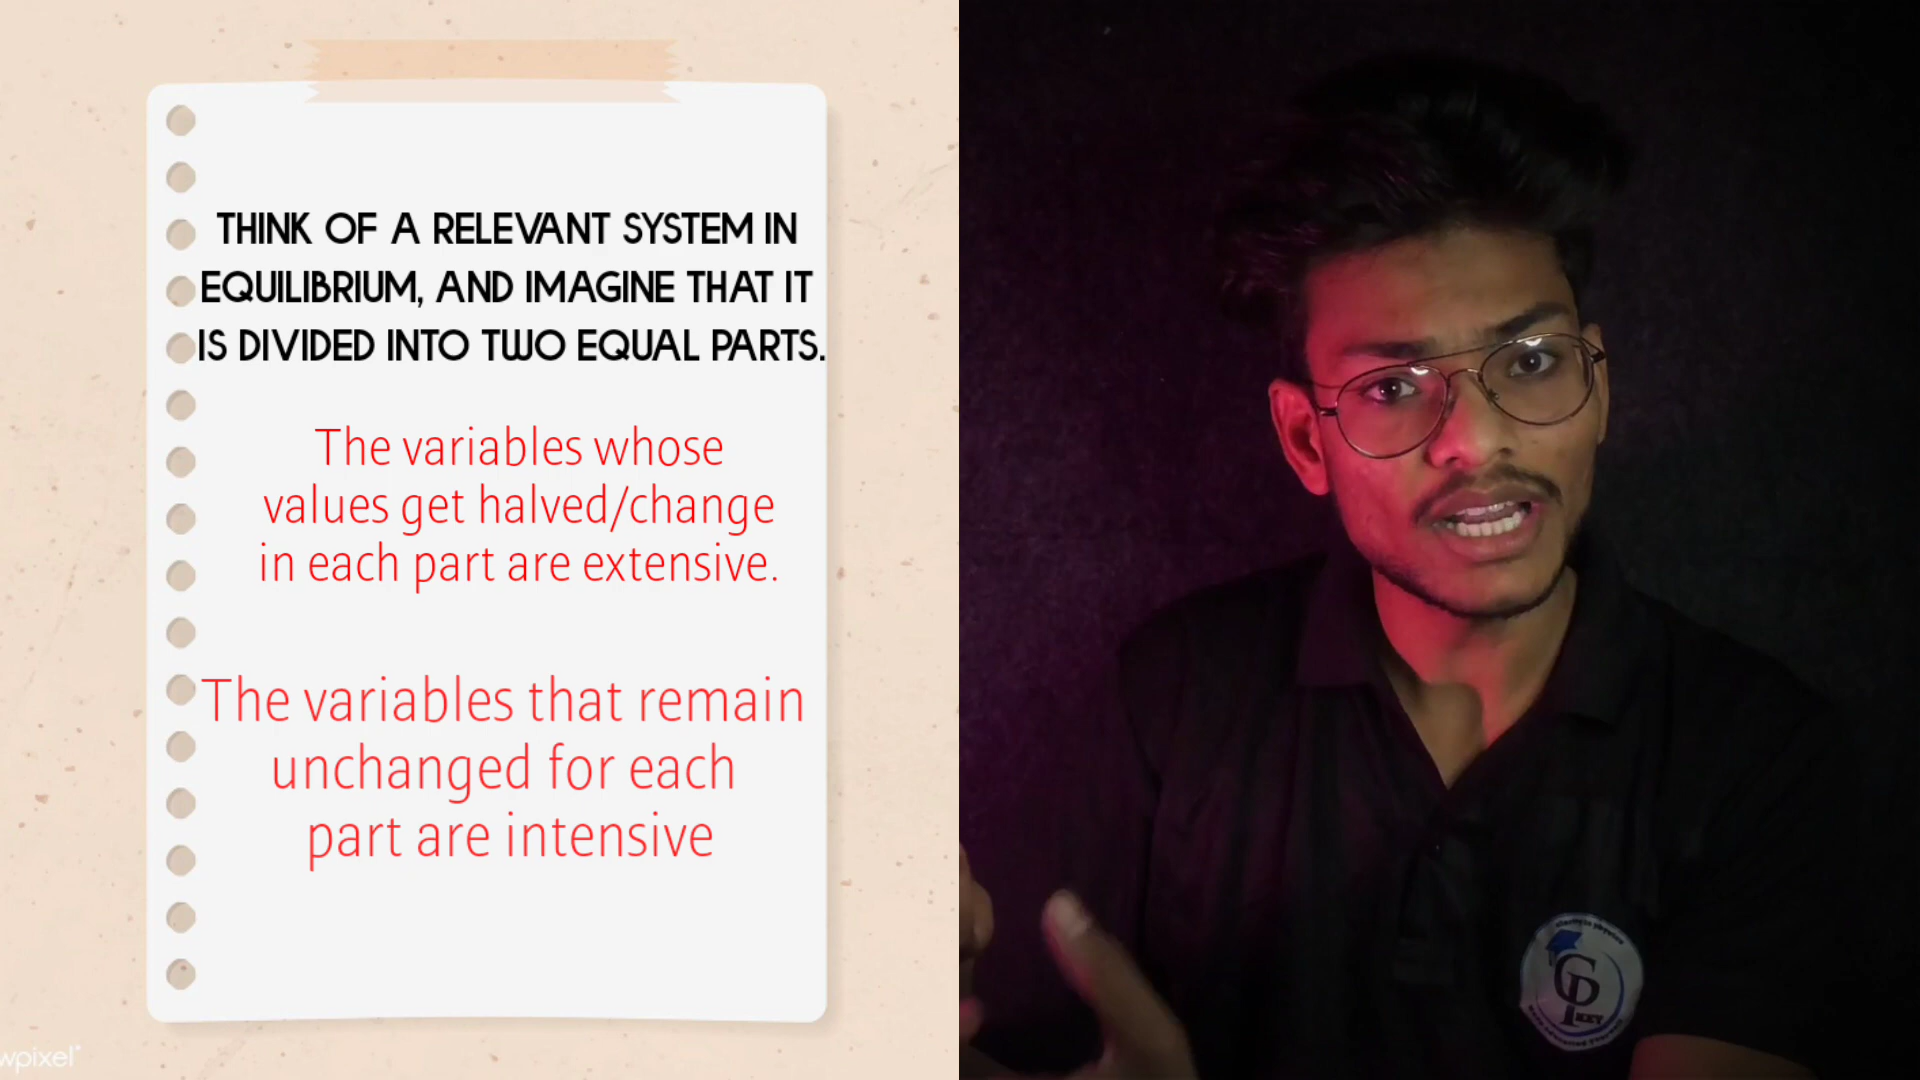 THINK OF A RELEVANT SYSTEM IN
EQUILIBRIUM, AND IMAGINE THAT IT
IS DIVIDED INTO TWO EQUAL PARTS.
The variables whose
values get halved/change
in each part are extensive.
The variables that remain
unchanged for each
part are intensive
wpixel
GP
KEY